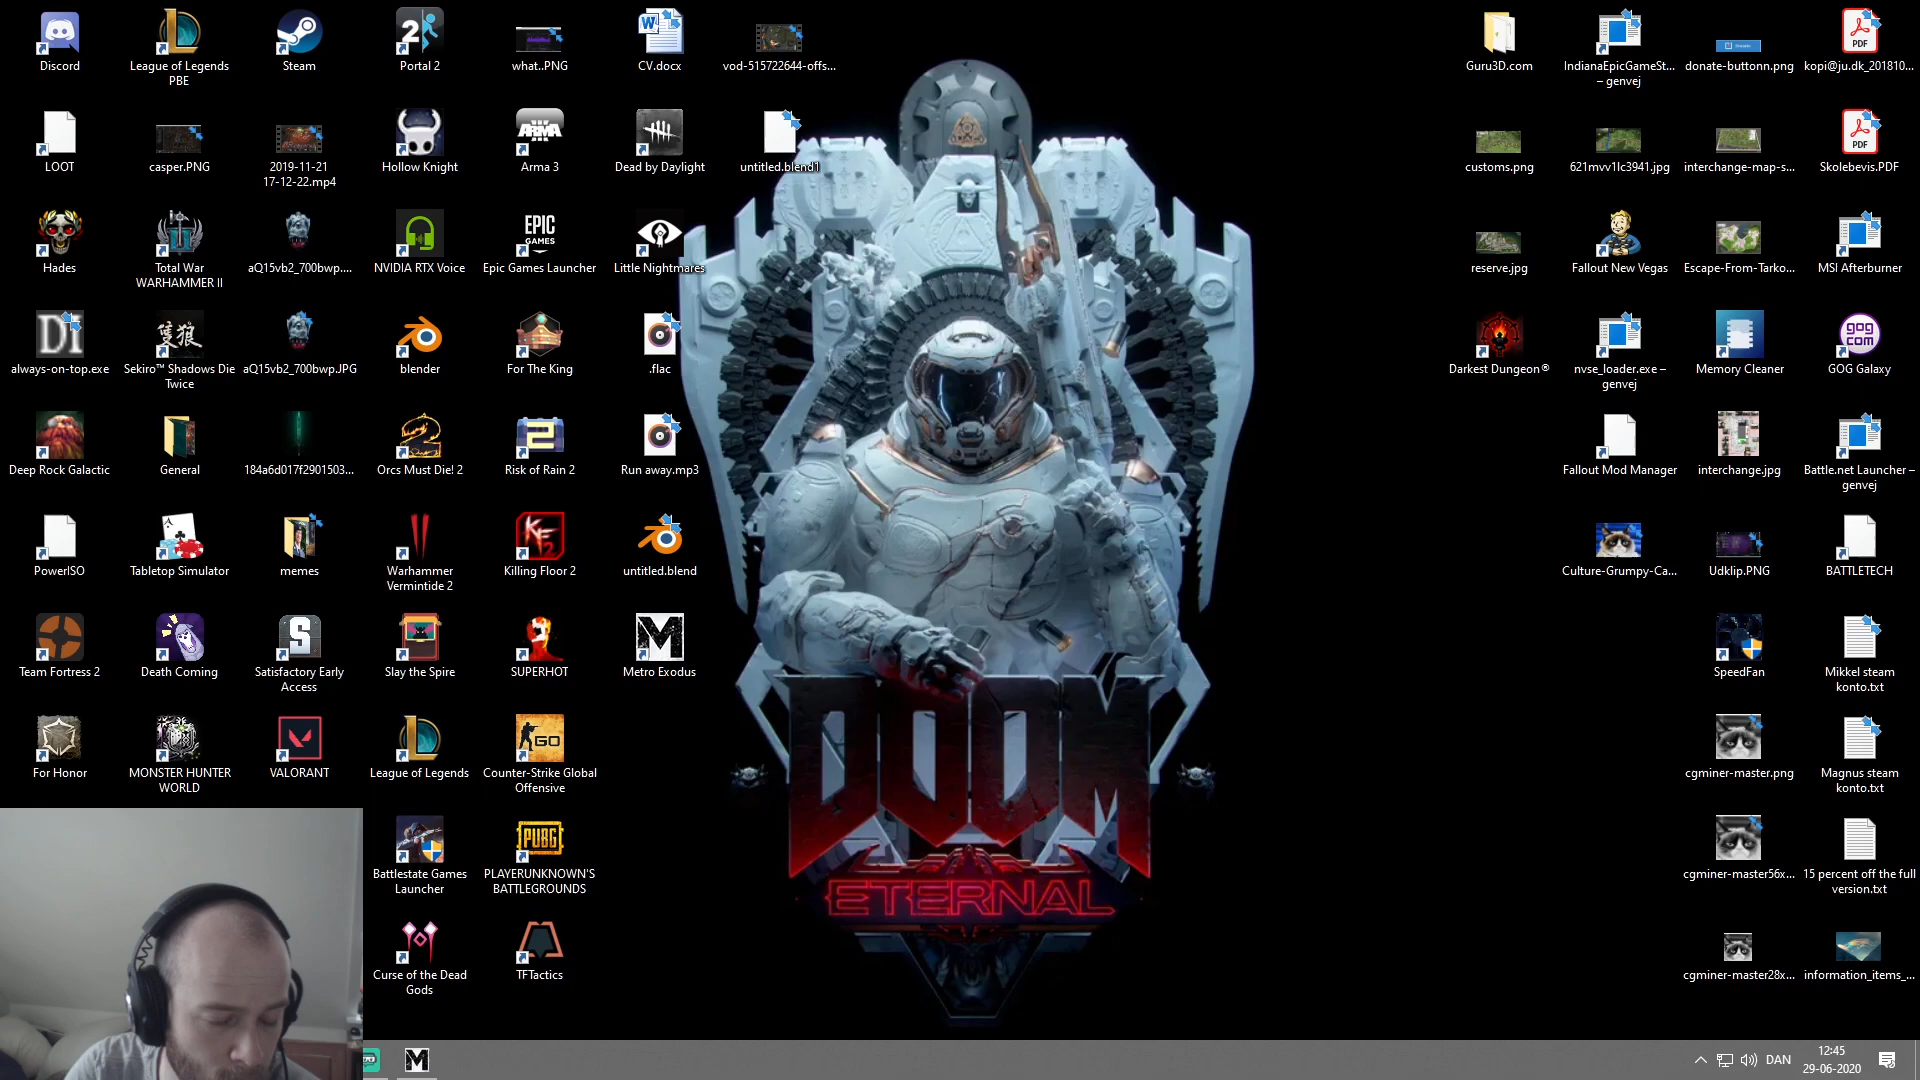 Discord
League of Legends
PBE
Steam
Portal 2
what..PNG
CV.docx
vod-515722644-offs...
Guru3D.com
IndianaEpicGameSt...
– genvej
donate-buttonn.png
kopi@ju.dk_201810...
LOOT
casper.PNG
2019-11-21
17-12-22.mp4
Hollow Knight
Arma 3
Dead by Daylight
untitled.blend1
customs.png
621mvv1lc3941.jpg
interchange-map-s...
Skolebevis.PDF
Hades
Total War
WARHAMMER II
aQ15vb2_700bwp....
NVIDIA RTX Voice
Epic Games Launcher
Little Nightmares
reserve.jpg
Fallout New Vegas
Escape-From-Tarko...
MSI Afterburner
always-on-top.exe
Sekiro™ Shadows Die
Twice
aQ15vb2_700bwp.JPG
blender
For The King
.flac
Darkest Dungeon®
nvse_loader.exe –
genvej
Memory Cleaner
GOG Galaxy
Deep Rock Galactic
General
184a6d017f2901503...
Orcs Must Die! 2
Risk of Rain 2
Run away.mp3
Fallout Mod Manager
interchange.jpg
Battle.net Launcher –
genvej
PowerISO
Tabletop Simulator
memes
Warhammer
Vermintide 2
Killing Floor 2
untitled.blend
Culture-Grumpy-Ca...
Udklip.PNG
BATTLETECH
Team Fortress 2
Death Coming
Satisfactory Early
Access
Slay the Spire
SUPERHOT
Metro Exodus
SpeedFan
Mikkel steam
konto.txt
For Honor
MONSTER HUNTER
WORLD
VALORANT
League of Legends
Counter-Strike Global
Offensive
cgminer-master.png
Magnus steam
konto.txt
Battlestate Games
Launcher
PLAYERUNKNOWN'S
BATTLEGROUNDS
cgminer-master56x...
15 percent off the full
version.txt
Curse of the Dead
Gods
TFTactics
cgminer-master28x...
information_items_...
DOOM
ETERNAL
DAN
12:45
29-06-2020